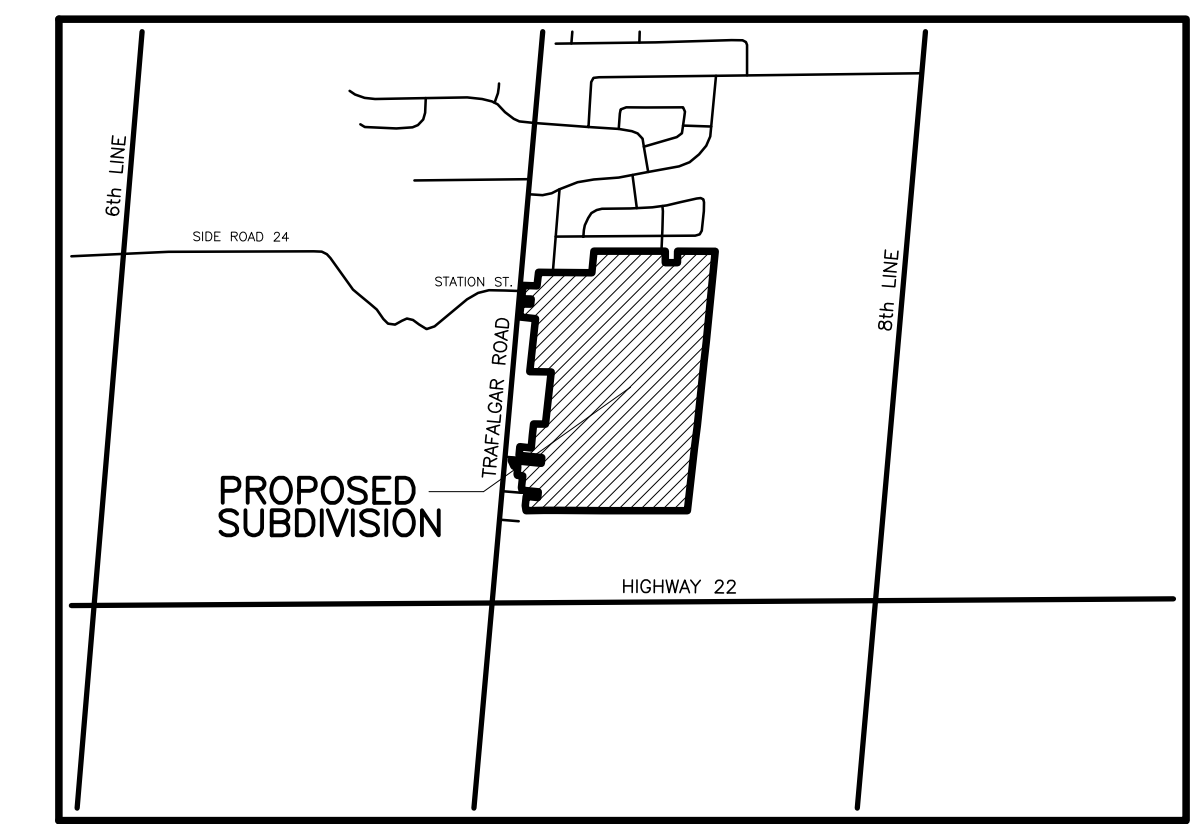 6th LINE
SIDE ROAD 24
STATION ST.
TRAFALGAR ROAD
8th LINE
PROPOSED
SUBDIVISION
HIGHWAY 22